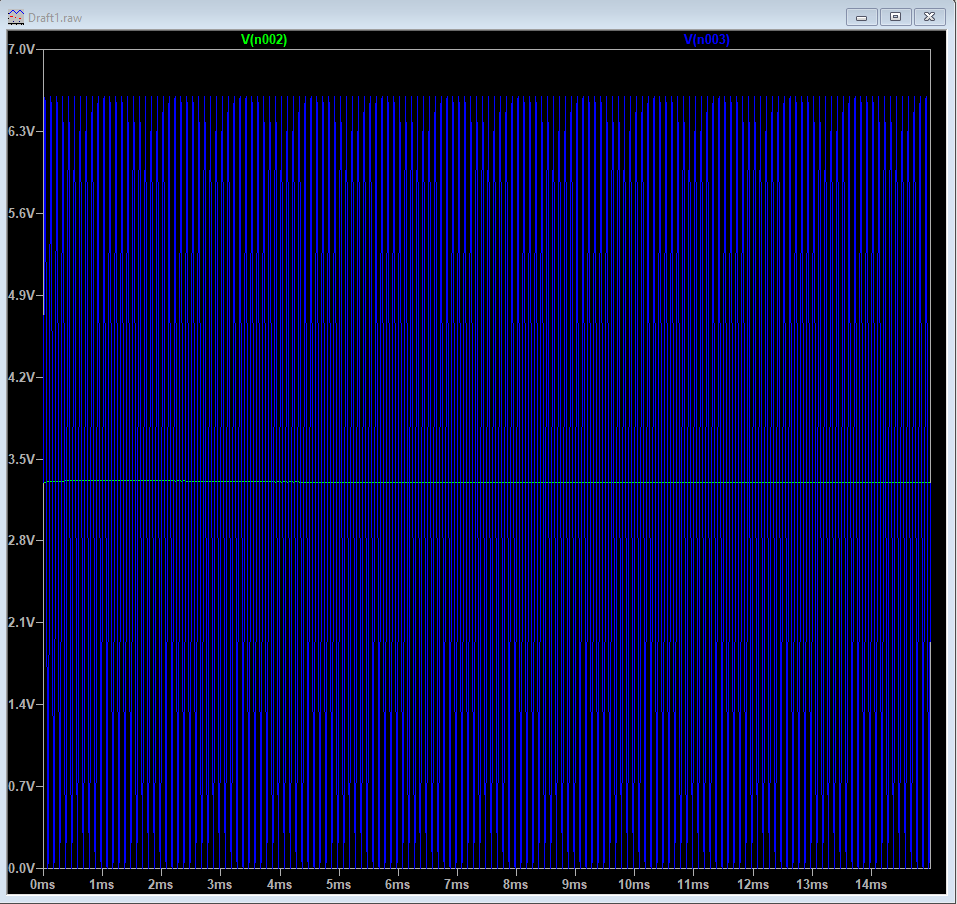 Draft1.raw
V(n002) V(n003)
7.0V
6.3V
5.6V
4.9V
4.2V
3.5V
2.8V
2.1V
1.4V
0.7V
0.0V
0ms 1ms 2ms 3ms 4ms 5ms 6ms 7ms 8ms 9ms 10ms 11ms 12ms 13ms 14ms